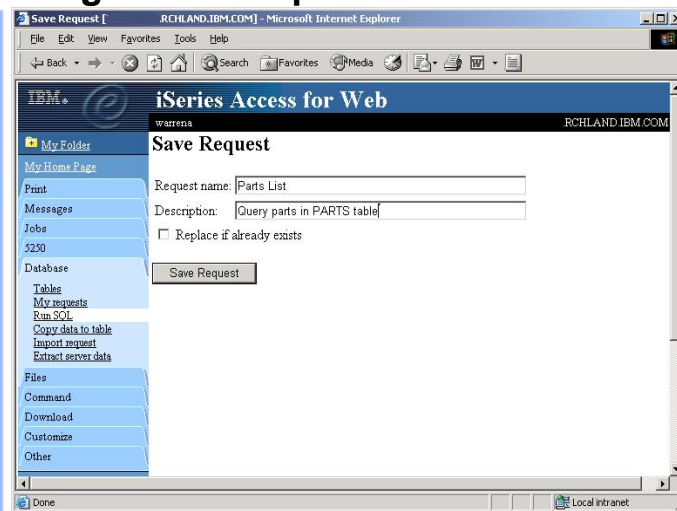 Save Request [ .RCHLAND.IBM.COM] - Microsoft Internet Explorer
File Edit View Favorites Tools Help
Back Search Favorites Media
IBM. iSeries Access for Web
warrena .RCHLAND.IBM.COM
My Folder
My Home Page
Print
Messages
Jobs
5250
Database
Tables
My requests
Run SQL
Copy data to table
Import request
Extract server data
Files
Command
Download
Customize
Other
Save Request
Request name: Parts List
Description: Query parts in PARTS table
Replace if already exists
Save Request
Done Local intranet